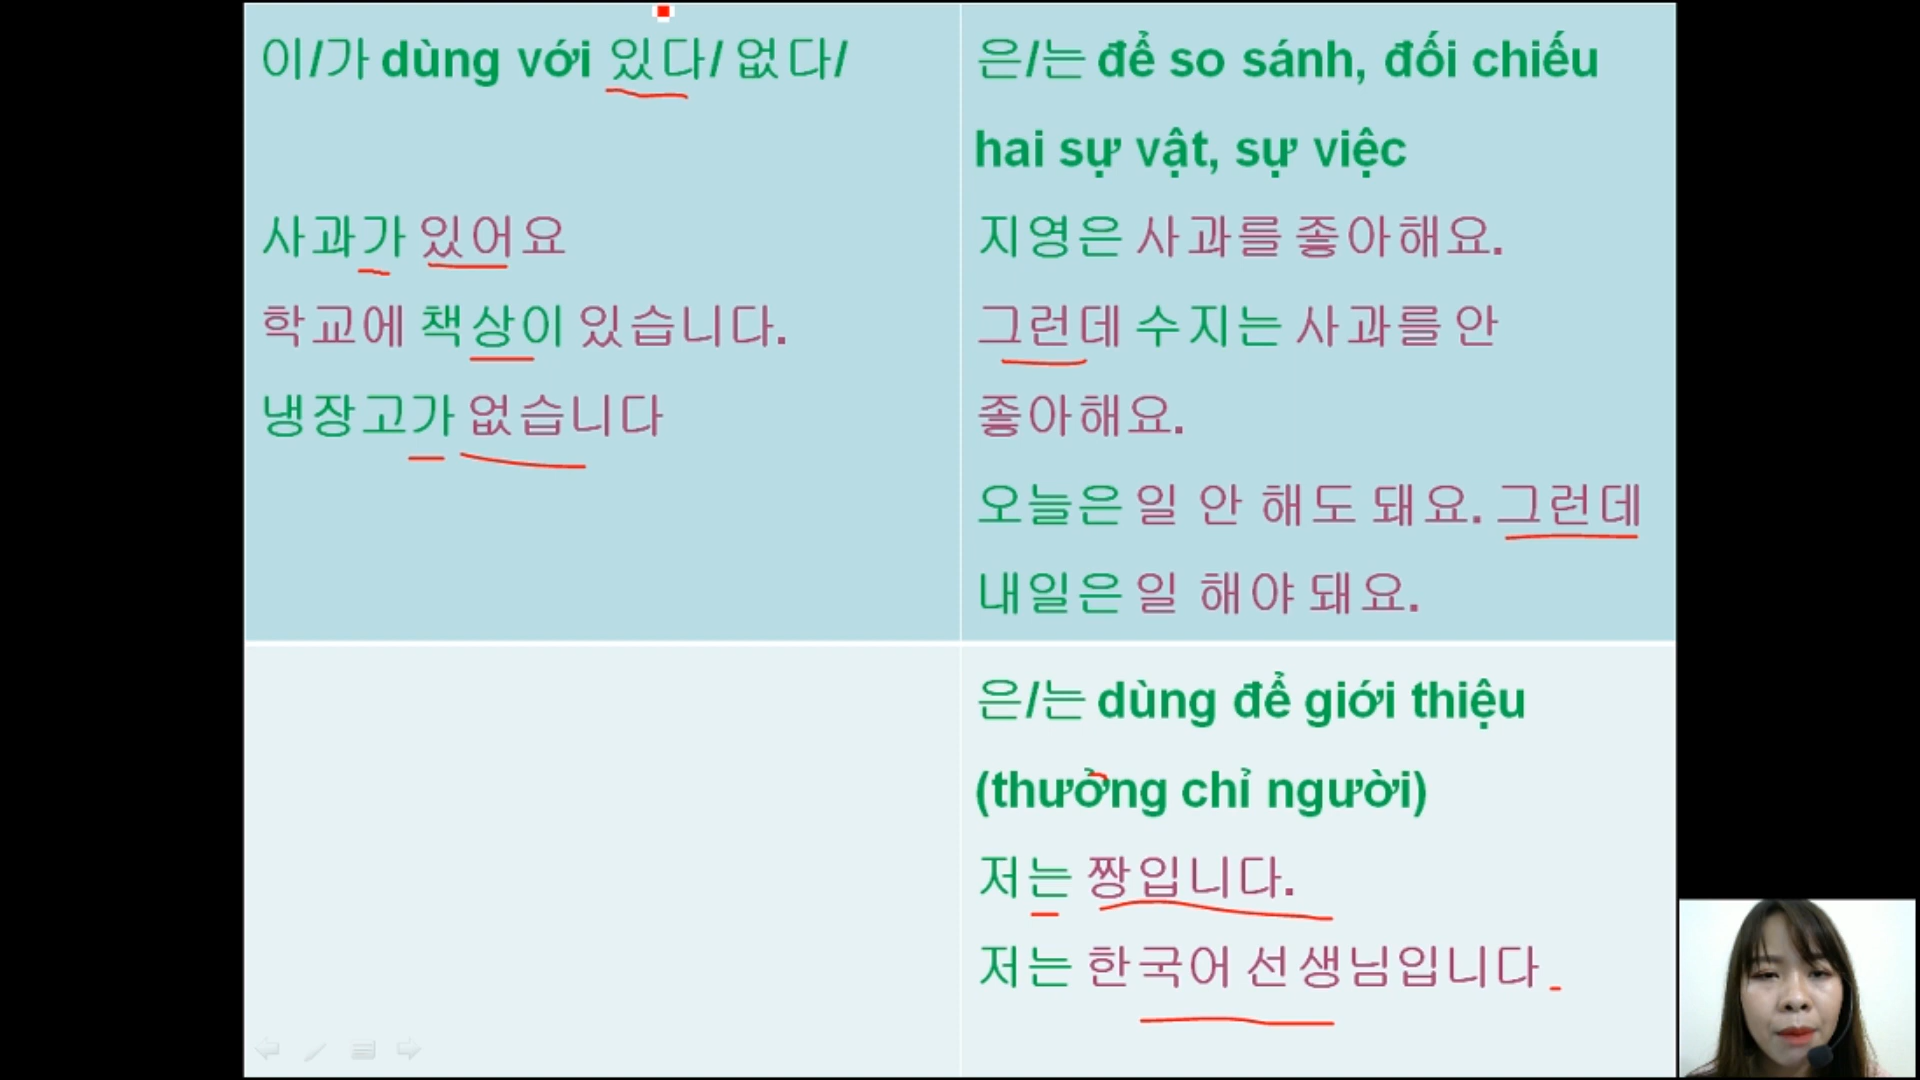 이/가 dùng với 있다/ 없다/
사과가 있어요
학교에 책상이 있습니다.
냉장고가 없습니다
은/는 để so sánh, đối chiếu
hai sự vật, sự việc
지영은 사과를 좋아해요.
그런데 수지는 사과를 안
좋아해요.
오늘은 일 안 해도 돼요. 그런데
내일은 일 해야 돼요.
은/는 dùng để giới thiệu
(thưởng chỉ người)
저는 짱입니다.
저는 한국어 선생님입니다